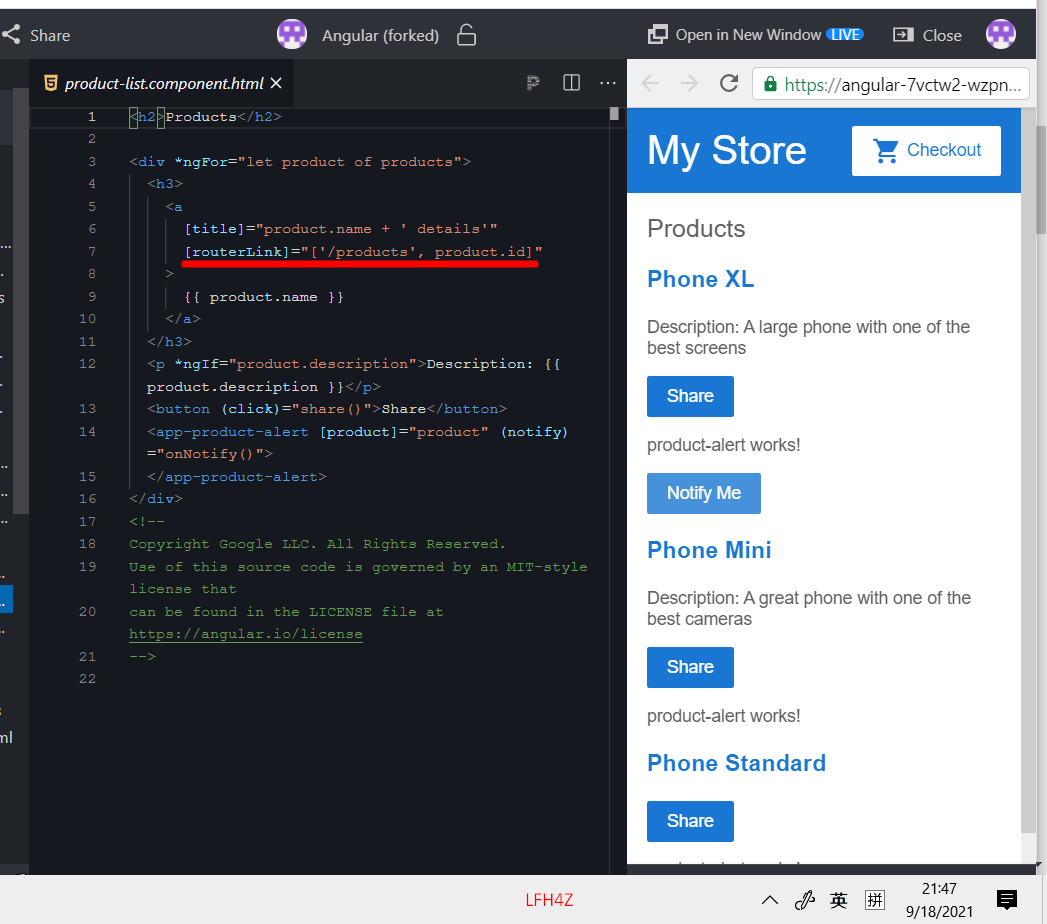 Share
Angular (forked)
Open in New Window LIVE
Close
product-list.component.html
https://angular-7vctw2-wzpn...
1 <h2>Products</h2>
2
3 <div *ngFor="let product of products">
4 <h3>
5 <a
6 [title]="product.name + ' details'"
7 [routerLink]="['/products', product.id]"
8 >
9 {{ product.name }}
10 </a>
11 </h3>
12 <p *ngIf="product.description">Description: {{
product.description }}</p>
13 <button (click)="share()">Share</button>
14 <app-product-alert [product]="product" (notify)
="onNotify()">
15 </app-product-alert>
16 </div>
17 <!--
18 Copyright Google LLC. All Rights Reserved.
19 Use of this source code is governed by an MIT-style
license that
20 can be found in the LICENSE file at
https://angular.io/license
21 -->
22
My Store
Checkout
Products
Phone XL
Description: A large phone with one of the
best screens
Share
product-alert works!
Notify Me
Phone Mini
Description: A great phone with one of the
best cameras
Share
product-alert works!
Phone Standard
Share
LFH4Z
英
拼
21:47
9/18/2021